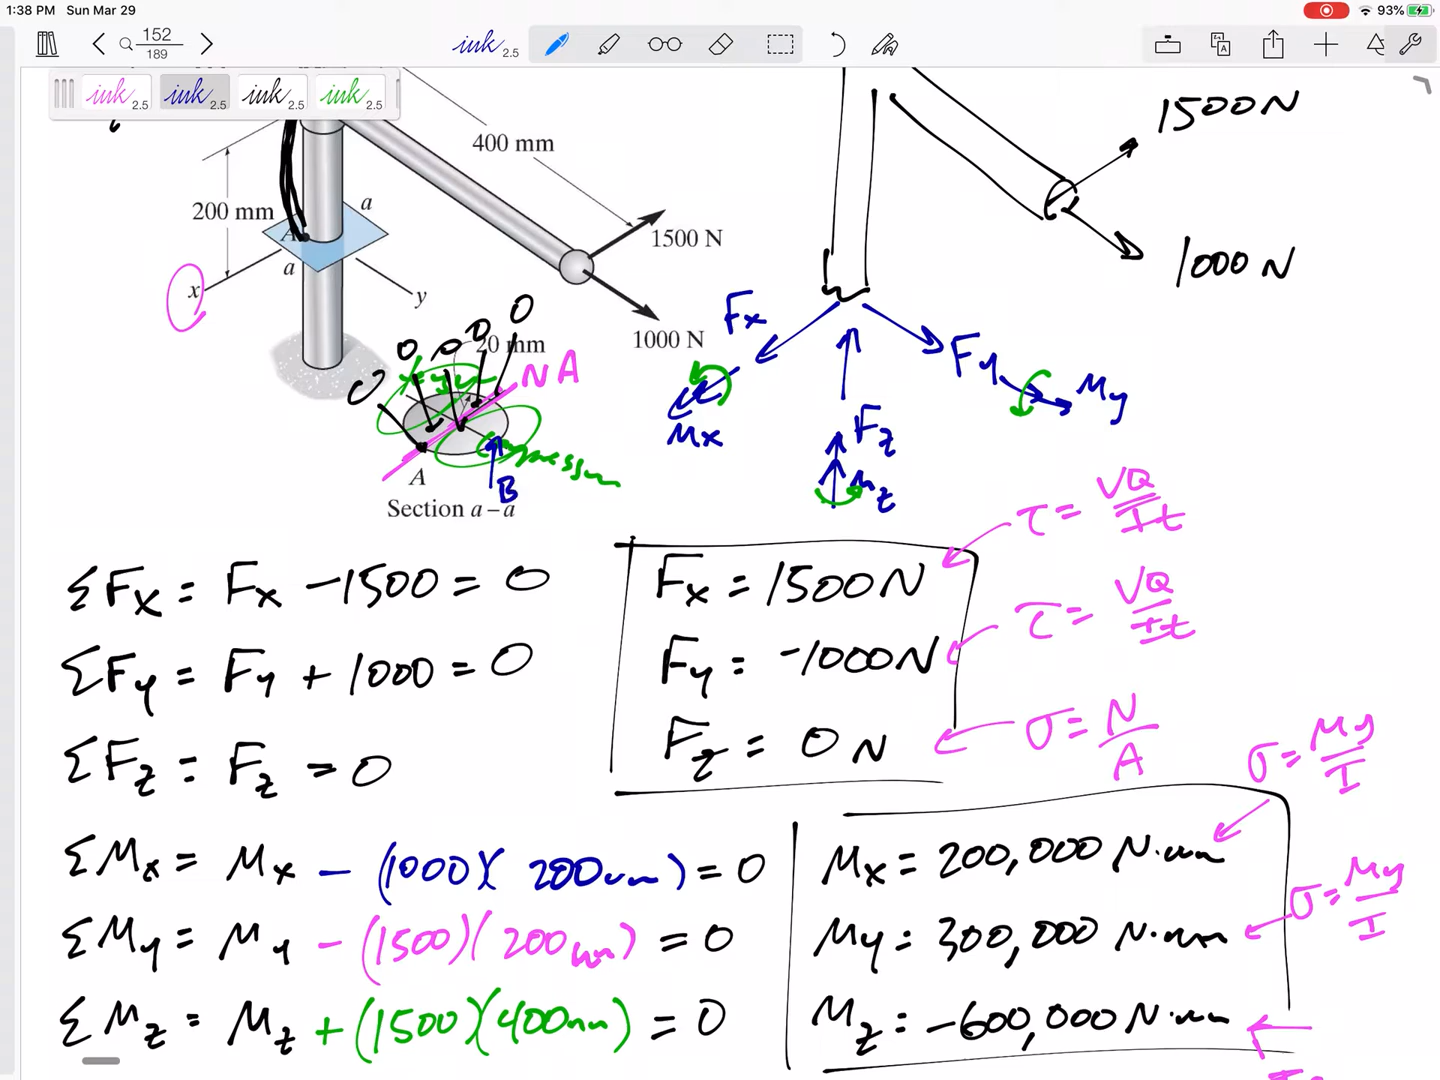 1:38 PM Sun Mar 29
93%
152
189
ink 2.5
ink 2.5
ink 2.5
ink 2.5
ink 2.5
400 mm
200 mm
a
A
a
x
y
1500 N
1000 N
20 mm
O
O
O
O
O
NA
A
B
Section a–a
1500 N
1000 N
Fx
Fy
Mx
My
Fz
Mz
τ = VQ/It
ΣFx = Fx − 1500 = 0
Fx = 1500 N
τ = VQ/It
ΣFy = Fy + 1000 = 0
Fy = -1000 N
ΣFz = Fz = 0
Fz = 0 N
σ = N/A
σ = My/I
ΣMx = Mx − (1000)(200mm) = 0
Mx = 200,000 N·mm
σ = My/I
ΣMy = My − (1500)(200mm) = 0
My = 300,000 N·mm
ΣMz = Mz + (1500)(400mm) = 0
Mz = -600,000 N·mm